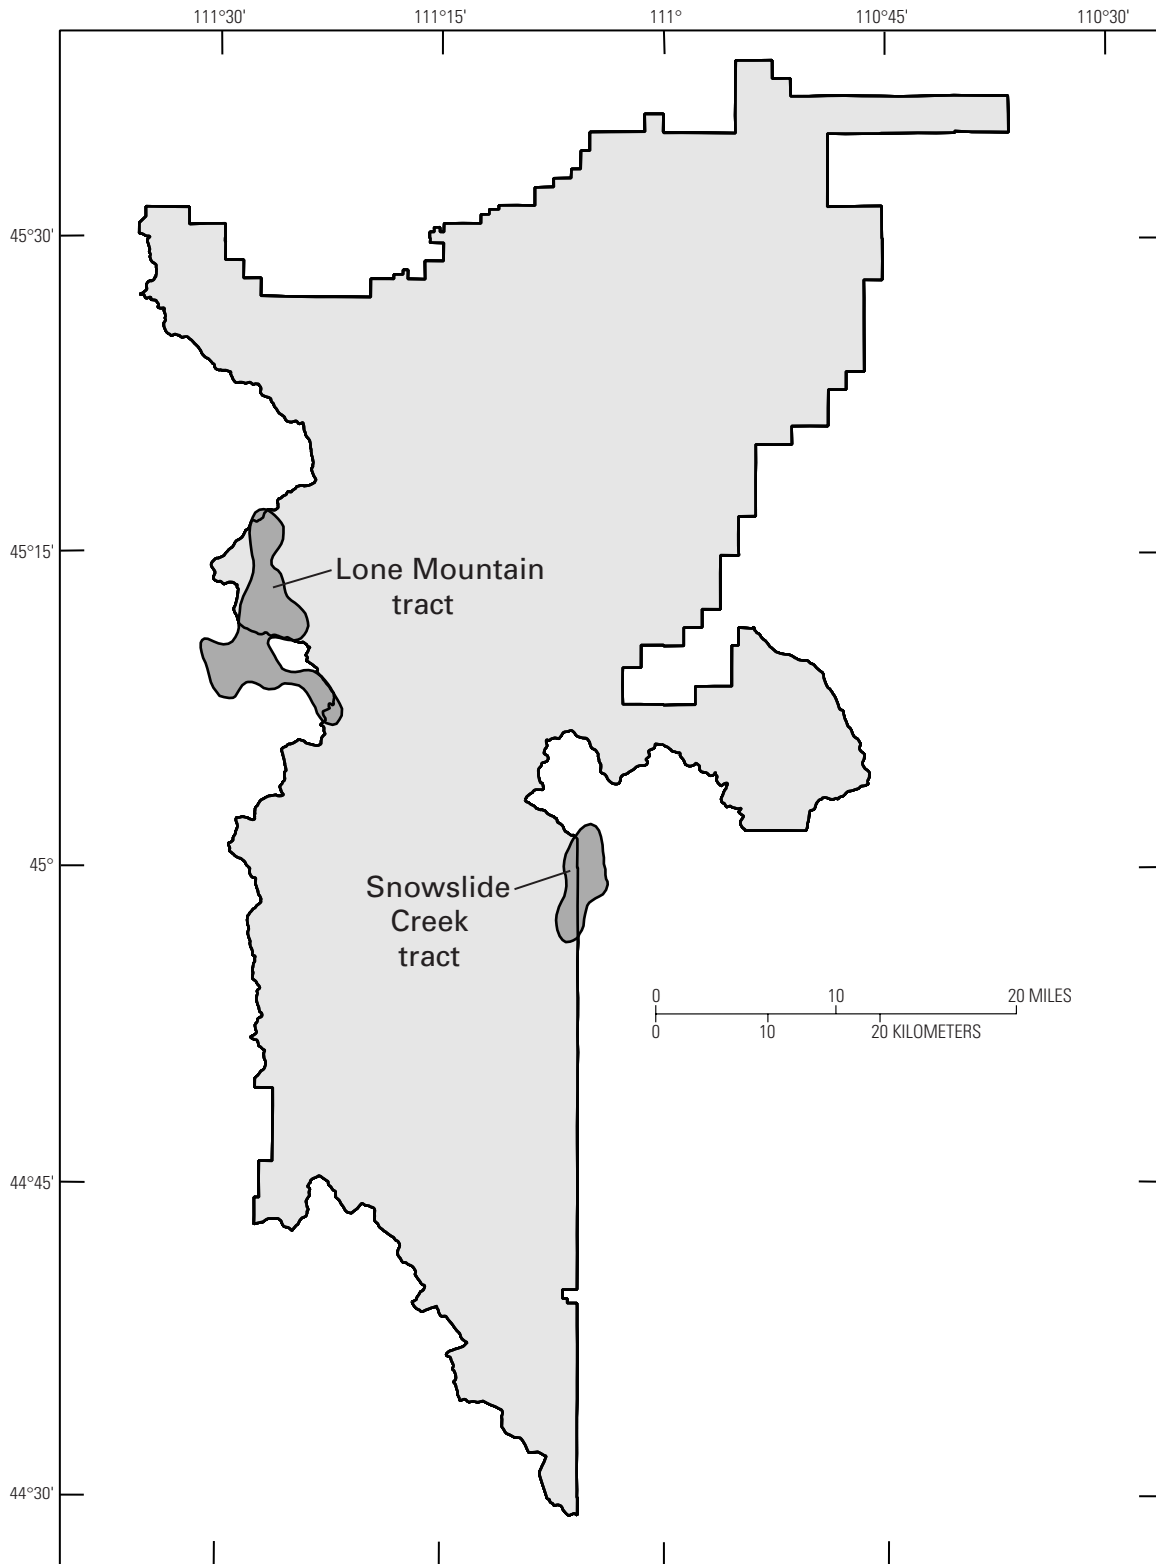 111°30' 111°15' 111° 110°45' 110°30'
45°30'
45°15'
Lone Mountain
tract
45°
Snowslide
Creek
tract
0 10 20 MILES
0 10 20 KILOMETERS
44°45'
44°30'